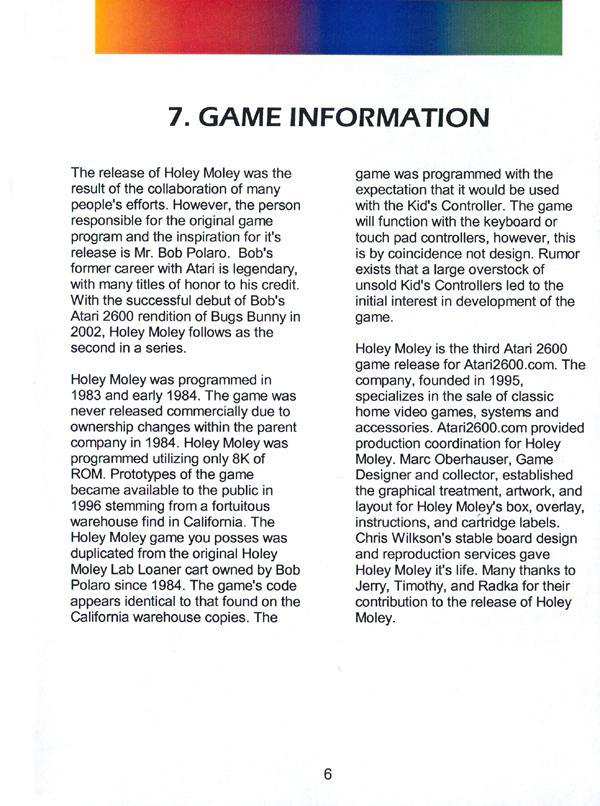 7. GAME INFORMATION
The release of Holey Moley was the
result of the collaboration of many
people's efforts. However, the person
responsible for the original game
program and the inspiration for it's
release is Mr. Bob Polaro. Bob's
former career with Atari is legendary,
with many titles of honor to his credit.
With the successful debut of Bob's
Atari 2600 rendition of Bugs Bunny in
2002, Holey Moley follows as the
second in a series.
Holey Moley was programmed in
1983 and early 1984. The game was
never released commercially due to
ownership changes within the parent
company in 1984. Holey Moley was
programmed utilizing only 8K of
ROM. Prototypes of the game
became available to the public in
1996 stemming from a fortuitous
warehouse find in California. The
Holey Moley game you posses was
duplicated from the original Holey
Moley Lab Loaner cart owned by Bob
Polaro since 1984. The game's code
appears identical to that found on the
California warehouse copies. The
game was programmed with the
expectation that it would be used
with the Kid's Controller. The game
will function with the keyboard or
touch pad controllers, however, this
is by coincidence not design. Rumor
exists that a large overstock of
unsold Kid's Controllers led to the
initial interest in development of the
game.
Holey Moley is the third Atari 2600
game release for Atari2600.com. The
company, founded in 1995,
specializes in the sale of classic
home video games, systems and
accessories. Atari2600.com provided
production coordination for Holey
Moley. Marc Oberhauser, Game
Designer and collector, established
the graphical treatment, artwork, and
layout for Holey Moley's box, overlay,
instructions, and cartridge labels.
Chris Wilkson's stable board design
and reproduction services gave
Holey Moley it's life. Many thanks to
Jerry, Timothy, and Radka for their
contribution to the release of Holey
Moley.
6